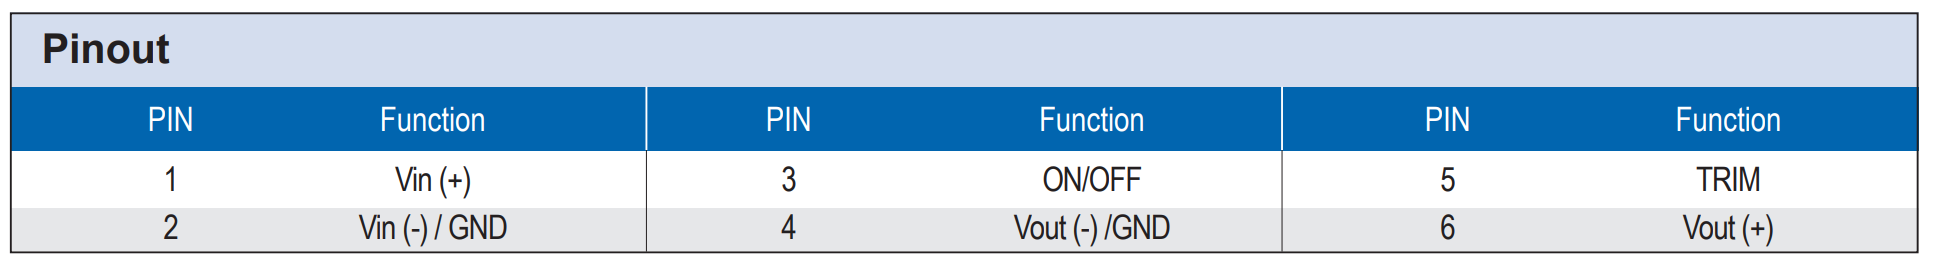 Pinout
PIN Function PIN Function PIN Function
1 Vin (+) 3 ON/OFF 5 TRIM
2 Vin (-) / GND 4 Vout (-) /GND 6 Vout (+)